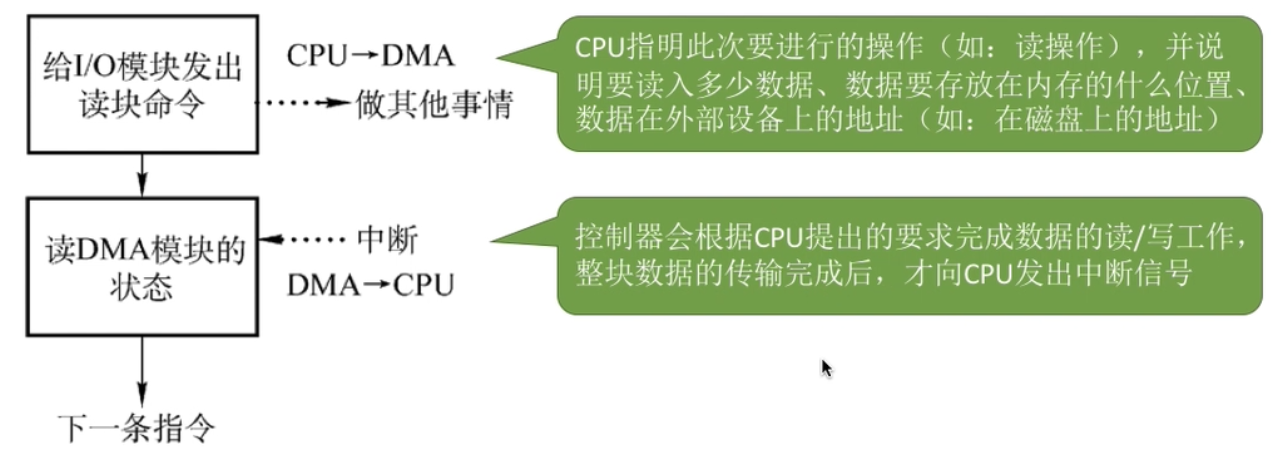 给I/O模块发出
读块命令
CPU→DMA
做其他事情
CPU指明此次要进行的操作（如：读操作），并说
明要读入多少数据、数据要存放在内存的什么位置、
数据在外部设备上的地址（如：在磁盘上的地址）
读DMA模块的
状态
中断
DMA→CPU
控制器会根据CPU提出的要求完成数据的读/写工作，
整块数据的传输完成后，才向CPU发出中断信号
下一条指令